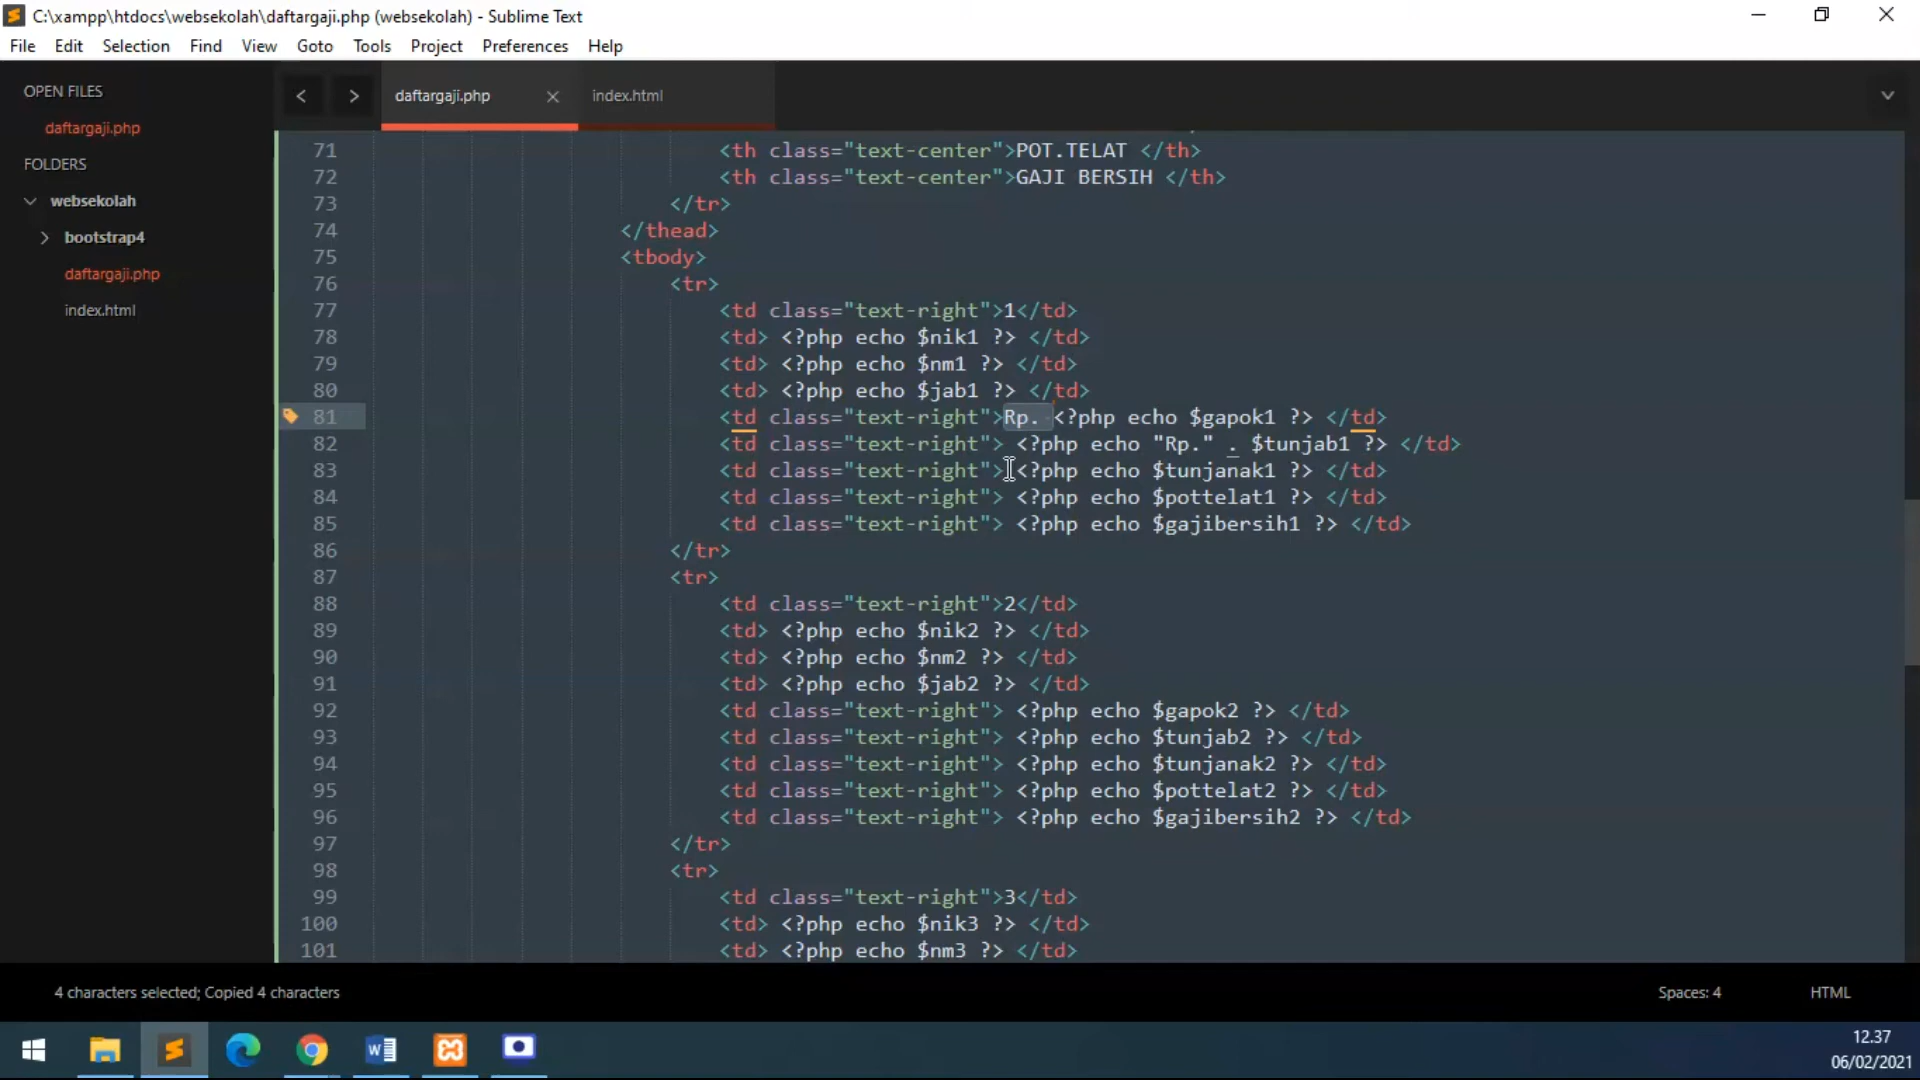 C:\xampp\htdocs\websekolah\daftargaji.php (websekolah) - Sublime Text
File Edit Selection Find View Goto Tools Project Preferences Help
OPEN FILES
daftargaji.php
FOLDERS
websekolah
bootstrap4
daftargaji.php
index.html
daftargaji.php index.html
71 <th class="text-center">POT.TELAT </th>
72 <th class="text-center">GAJI BERSIH </th>
73 </tr>
74 </thead>
75 <tbody>
76 <tr>
77 <td class="text-right">1</td>
78 <td> <?php echo $nik1 ?> </td>
79 <td> <?php echo $nm1 ?> </td>
80 <td> <?php echo $jab1 ?> </td>
81 <td class="text-right">Rp. <?php echo $gapok1 ?> </td>
82 <td class="text-right"> <?php echo "Rp." . $tunjab1 ?> </td>
83 <td class="text-right"> <?php echo $tunjanak1 ?> </td>
84 <td class="text-right"> <?php echo $pottelat1 ?> </td>
85 <td class="text-right"> <?php echo $gajibersih1 ?> </td>
86 </tr>
87 <tr>
88 <td class="text-right">2</td>
89 <td> <?php echo $nik2 ?> </td>
90 <td> <?php echo $nm2 ?> </td>
91 <td> <?php echo $jab2 ?> </td>
92 <td class="text-right"> <?php echo $gapok2 ?> </td>
93 <td class="text-right"> <?php echo $tunjab2 ?> </td>
94 <td class="text-right"> <?php echo $tunjanak2 ?> </td>
95 <td class="text-right"> <?php echo $pottelat2 ?> </td>
96 <td class="text-right"> <?php echo $gajibersih2 ?> </td>
97 </tr>
98 <tr>
99 <td class="text-right">3</td>
100 <td> <?php echo $nik3 ?> </td>
101 <td> <?php echo $nm3 ?> </td>
4 characters selected; Copied 4 characters Spaces: 4 HTML
12.37
06/02/2021